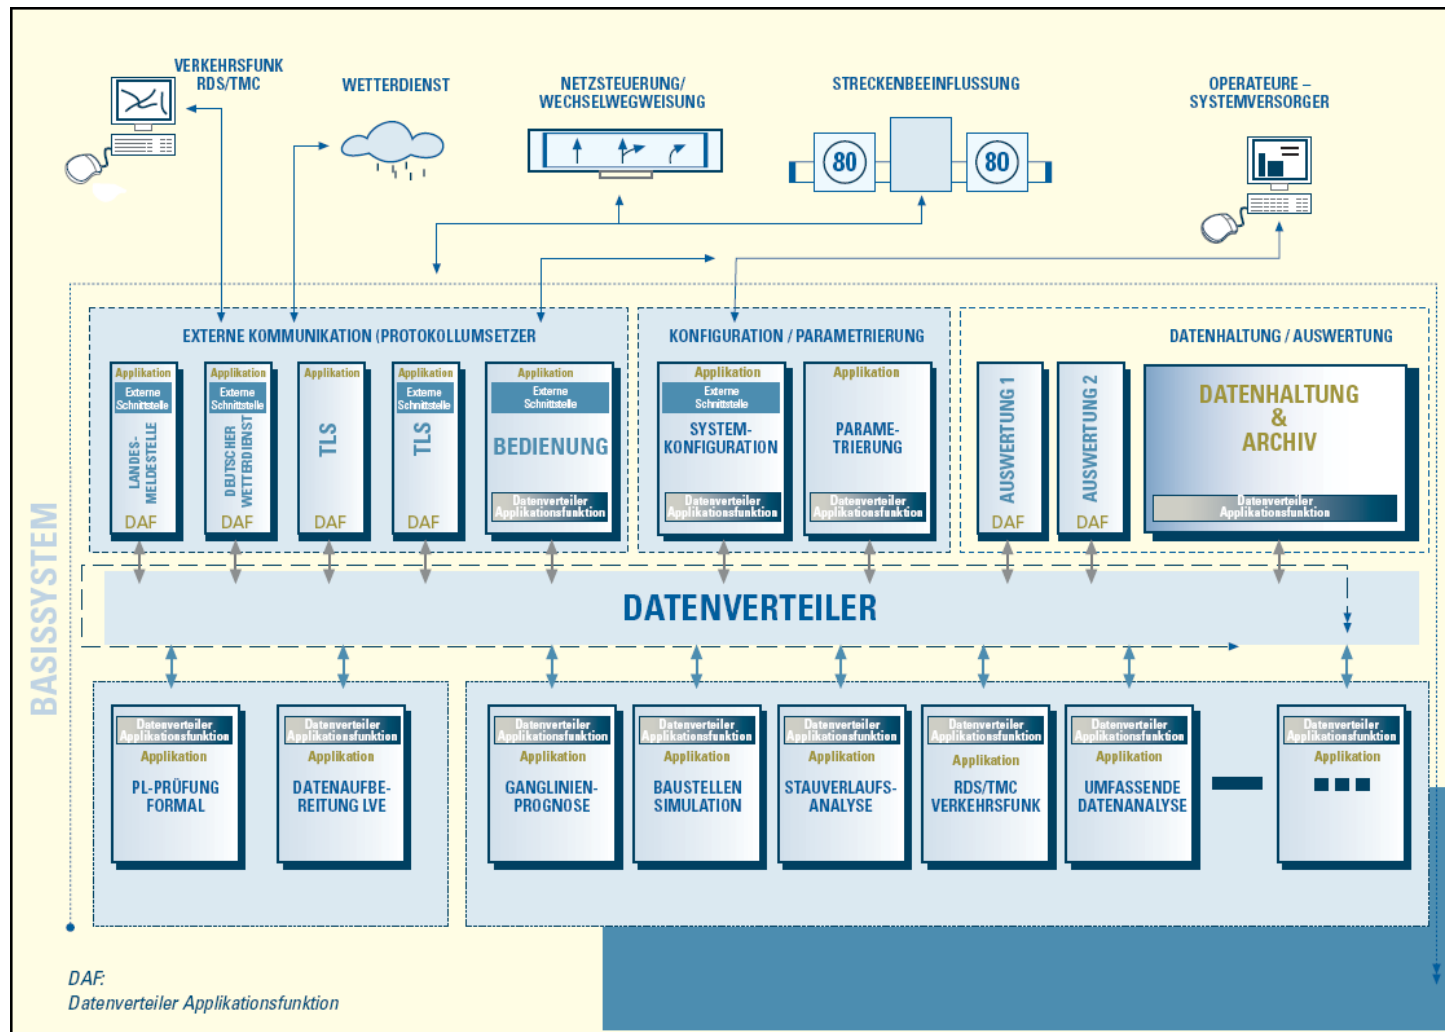 VERKEHRSFUNK
RDS/TMC
WETTERDIENST
NETZSTEUERUNG/
WECHSELWEGWEISUNG
STRECKENBEEINFLUSSUNG
OPERATEURE –
SYSTEMVERSORGER
80
80
EXTERNE KOMMUNIKATION (PROTOKOLLUMSETZER
Applikation
Externe
Schnittstelle
LANDES-
MELDESTELLE
DAF
Applikation
Externe
Schnittstelle
DEUTSCHER
WETTERDIENST
DAF
Applikation
TLS
DAF
Applikation
Externe
Schnittstelle
TLS
DAF
Applikation
Externe
Schnittstelle
BEDIENUNG
Datenverteiler
Applikationsfunktion
KONFIGURATION / PARAMETRIERUNG
Applikation
Externe
Schnittstelle
SYSTEM-
KONFIGURATION
Datenverteiler
Applikationsfunktion
Applikation
PARAME-
TRIERUNG
Datenverteiler
Applikationsfunktion
DATENHALTUNG / AUSWERTUNG
AUSWERTUNG 1
DAF
AUSWERTUNG 2
DAF
DATENHALTUNG
&
ARCHIV
Datenverteiler
Applikationsfunktion
BASISSYSTEM
DATENVERTEILER
Datenverteiler
Applikationsfunktion
Applikation
PL-PRÜFUNG
FORMAL
Datenverteiler
Applikationsfunktion
Applikation
DATENAUFBE-
REITUNG LVE
Datenverteiler
Applikationsfunktion
Applikation
GANGLINIEN-
PROGNOSE
Datenverteiler
Applikationsfunktion
Applikation
BAUSTELLEN
SIMULATION
Datenverteiler
Applikationsfunktion
Applikation
STAUVERLAUFS-
ANALYSE
Datenverteiler
Applikationsfunktion
Applikation
RDS/TMC
VERKEHRSFUNK
Datenverteiler
Applikationsfunktion
Applikation
UMFASSENDE
DATENANALYSE
Datenverteiler
Applikationsfunktion
Applikation
DAF:
Datenverteiler Applikationsfunktion